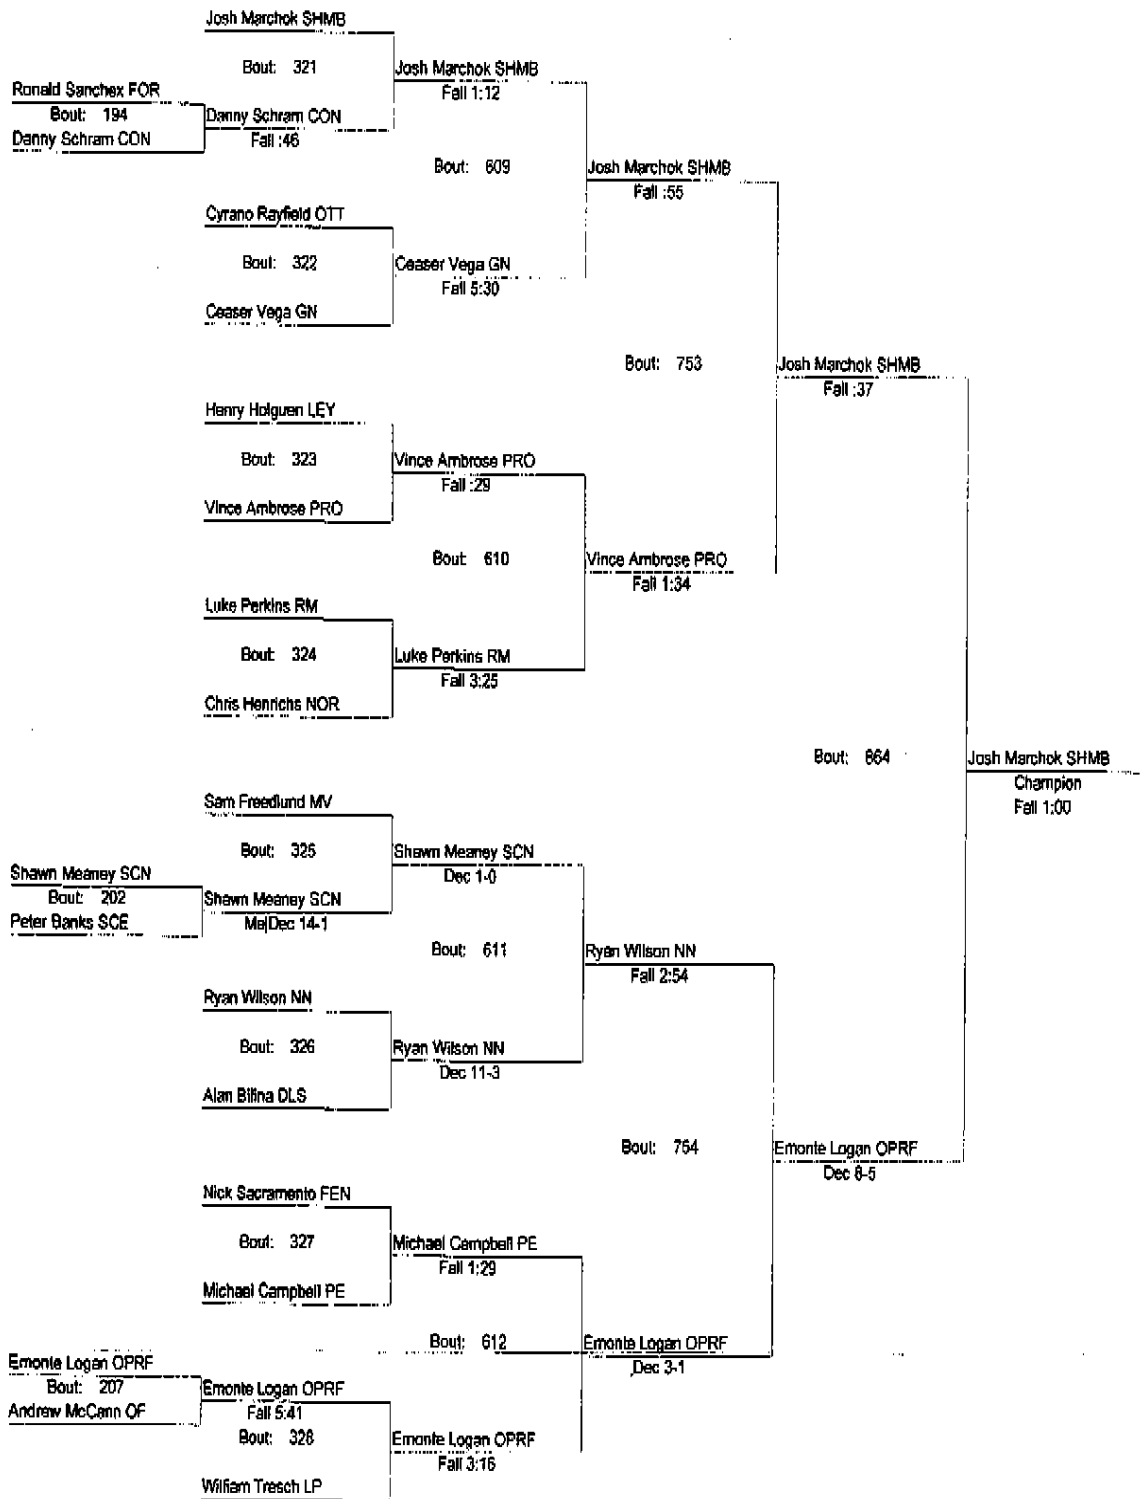 Josh Marchok SHMB
Bout: 321
Josh Marchok SHMB
Fall 1:12
Ronald Sanchex FOR
Bout: 194
Danny Schram CON
Danny Schram CON
Fall :46
Bout: 609
Josh Marchok SHMB
Fall :55
Cyrano Rayfield OTT
Bout: 322
Ceaser Vega GN
Fall 5:30
Ceaser Vega GN
Bout: 753
Josh Marchok SHMB
Fall :37
Henry Holguen LEY
Bout: 323
Vince Ambrose PRO
Fall :29
Vince Ambrose PRO
Bout: 610
Vince Ambrose PRO
Fall 1:34
Luke Perkins RM
Bout: 324
Luke Perkins RM
Fall 3:25
Chris Henrichs NOR
Bout: 864
Josh Marchok SHMB
Champion
Fall 1:00
Sam Freedlund MV
Bout: 325
Shawn Meaney SCN
Dec 1-0
Shawn Meaney SCN
Bout: 202
Peter Banks SCE
Shawn Meaney SCN
MajDec 14-1
Bout: 611
Ryan Wilson NN
Fall 2:54
Ryan Wilson NN
Bout: 326
Ryan Wilson NN
Dec 11-3
Alan Bilina DLS
Bout: 754
Emonte Logan OPRF
Dec 8-5
Nick Sacramento FEN
Bout: 327
Michael Campbell PE
Fall 1:29
Michael Campbell PE
Bout: 612
Emonte Logan OPRF
Dec 3-1
Emonte Logan OPRF
Bout: 207
Andrew McCann OF
Emonte Logan OPRF
Fall 5:41
Bout: 328
Emonte Logan OPRF
Fall 3:16
William Tresch LP